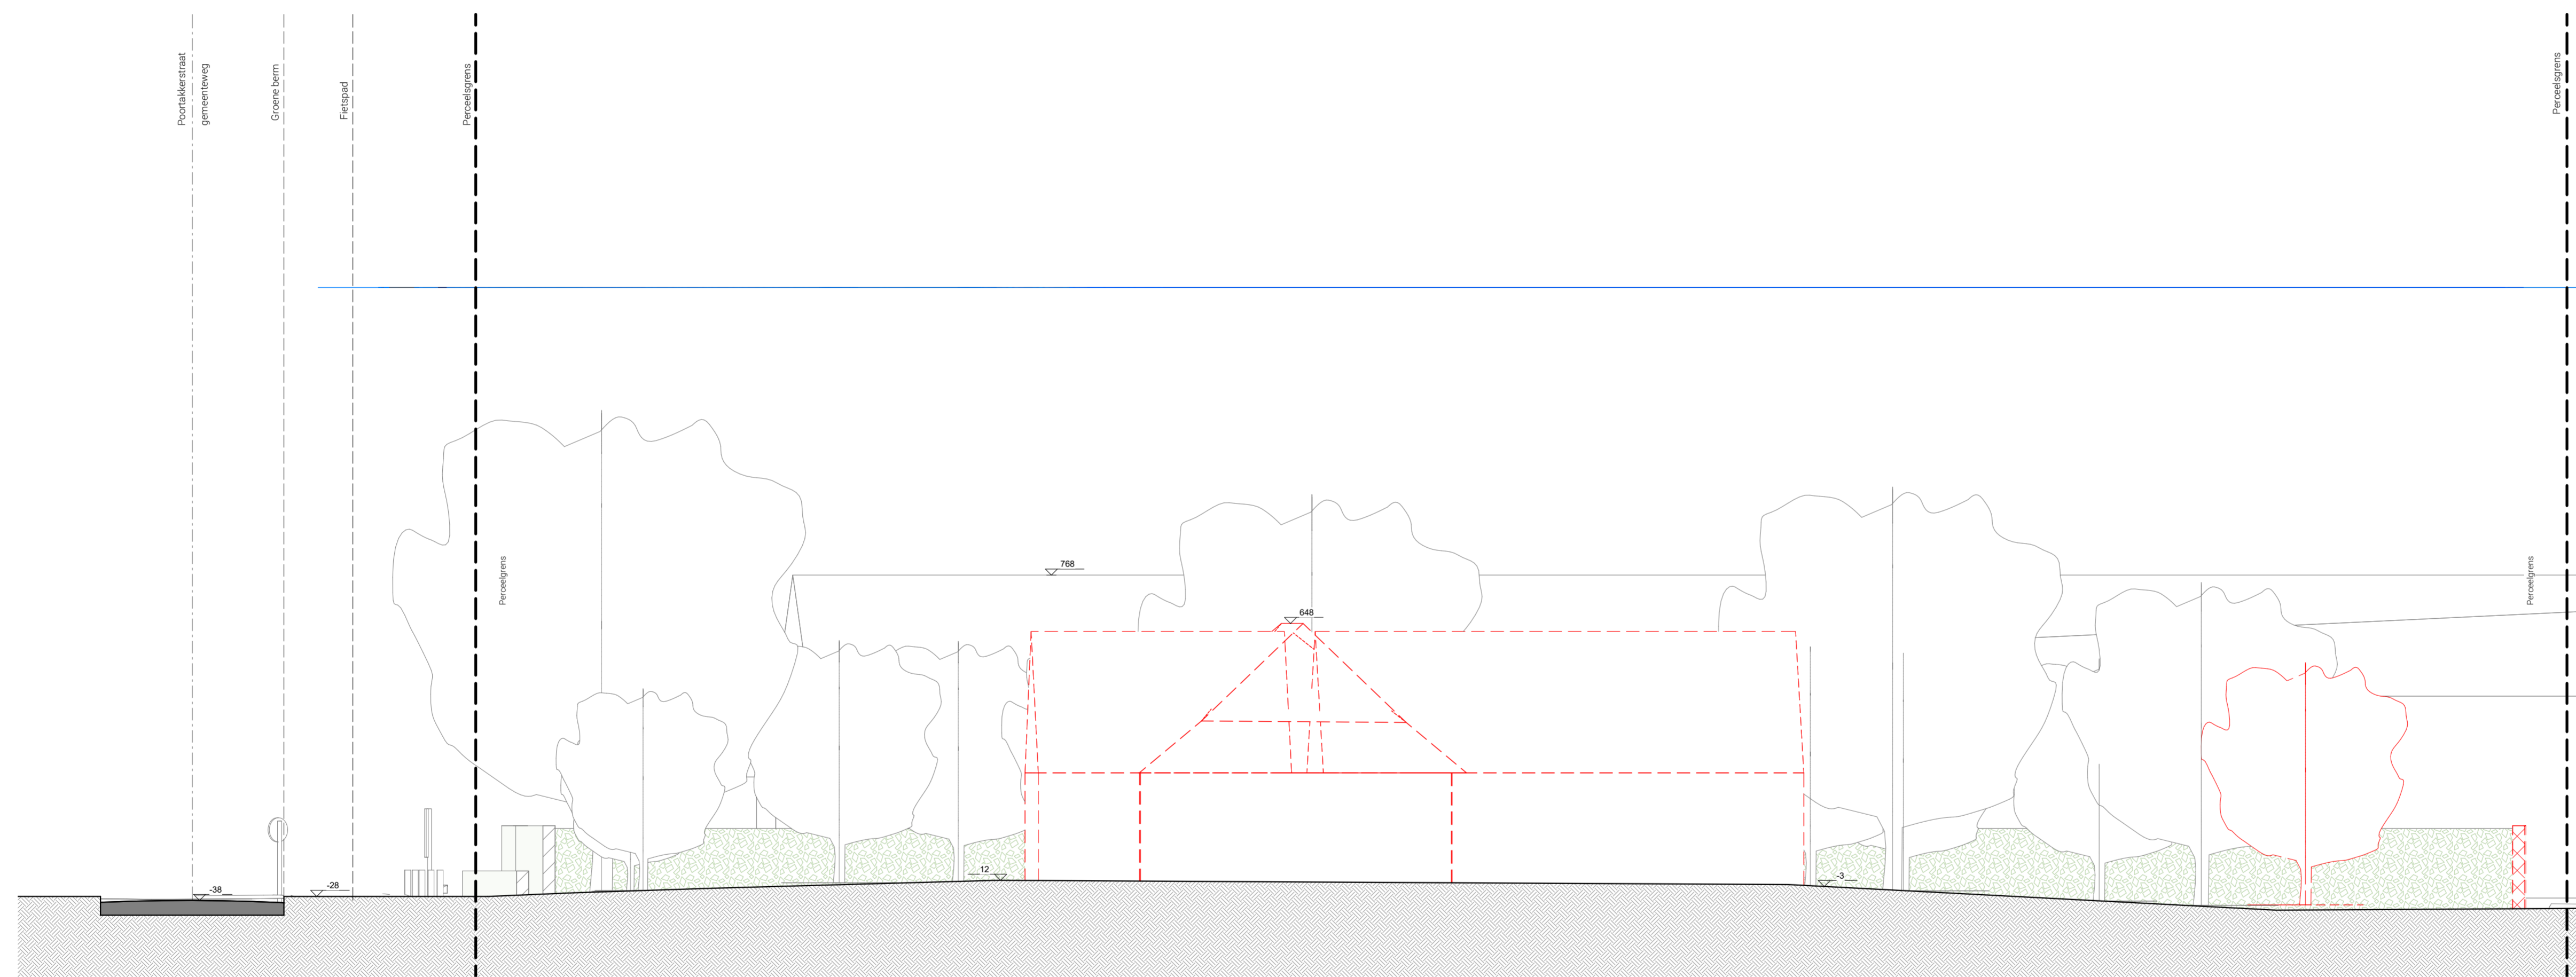 Poortakkerstraat
gemeenteweg
Groene berm
Fietspad
Perceelsgrens
Perceelsgrens
Perceelgrens
768
648
Perceelgrens
-38
-28
12
-3